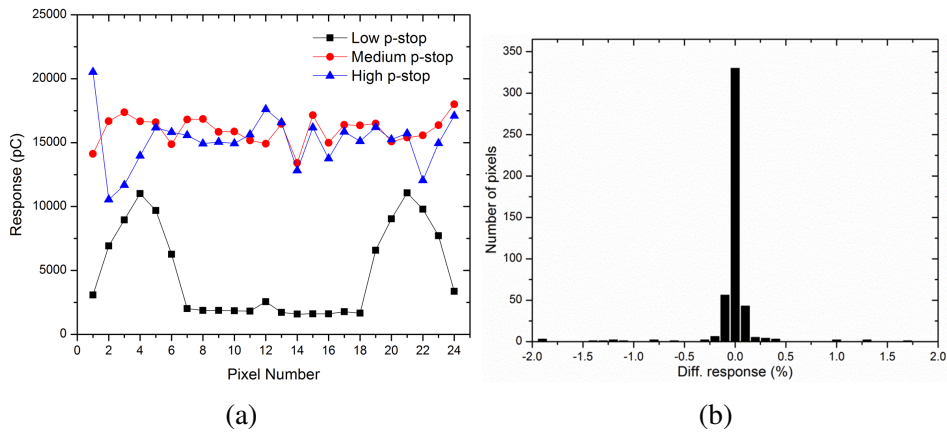 25000
20000
15000
10000
5000
0
Response (pC)
Low p-stop
Medium p-stop
High p-stop
0 2 4 6 8 10 12 14 16 18 20 22 24
Pixel Number
(a)
350
300
250
200
150
100
50
0
Number of pixels
-2.0 -1.5 -1.0 -0.5 0.0 0.5 1.0 1.5 2.0
Diff. response (%)
(b)